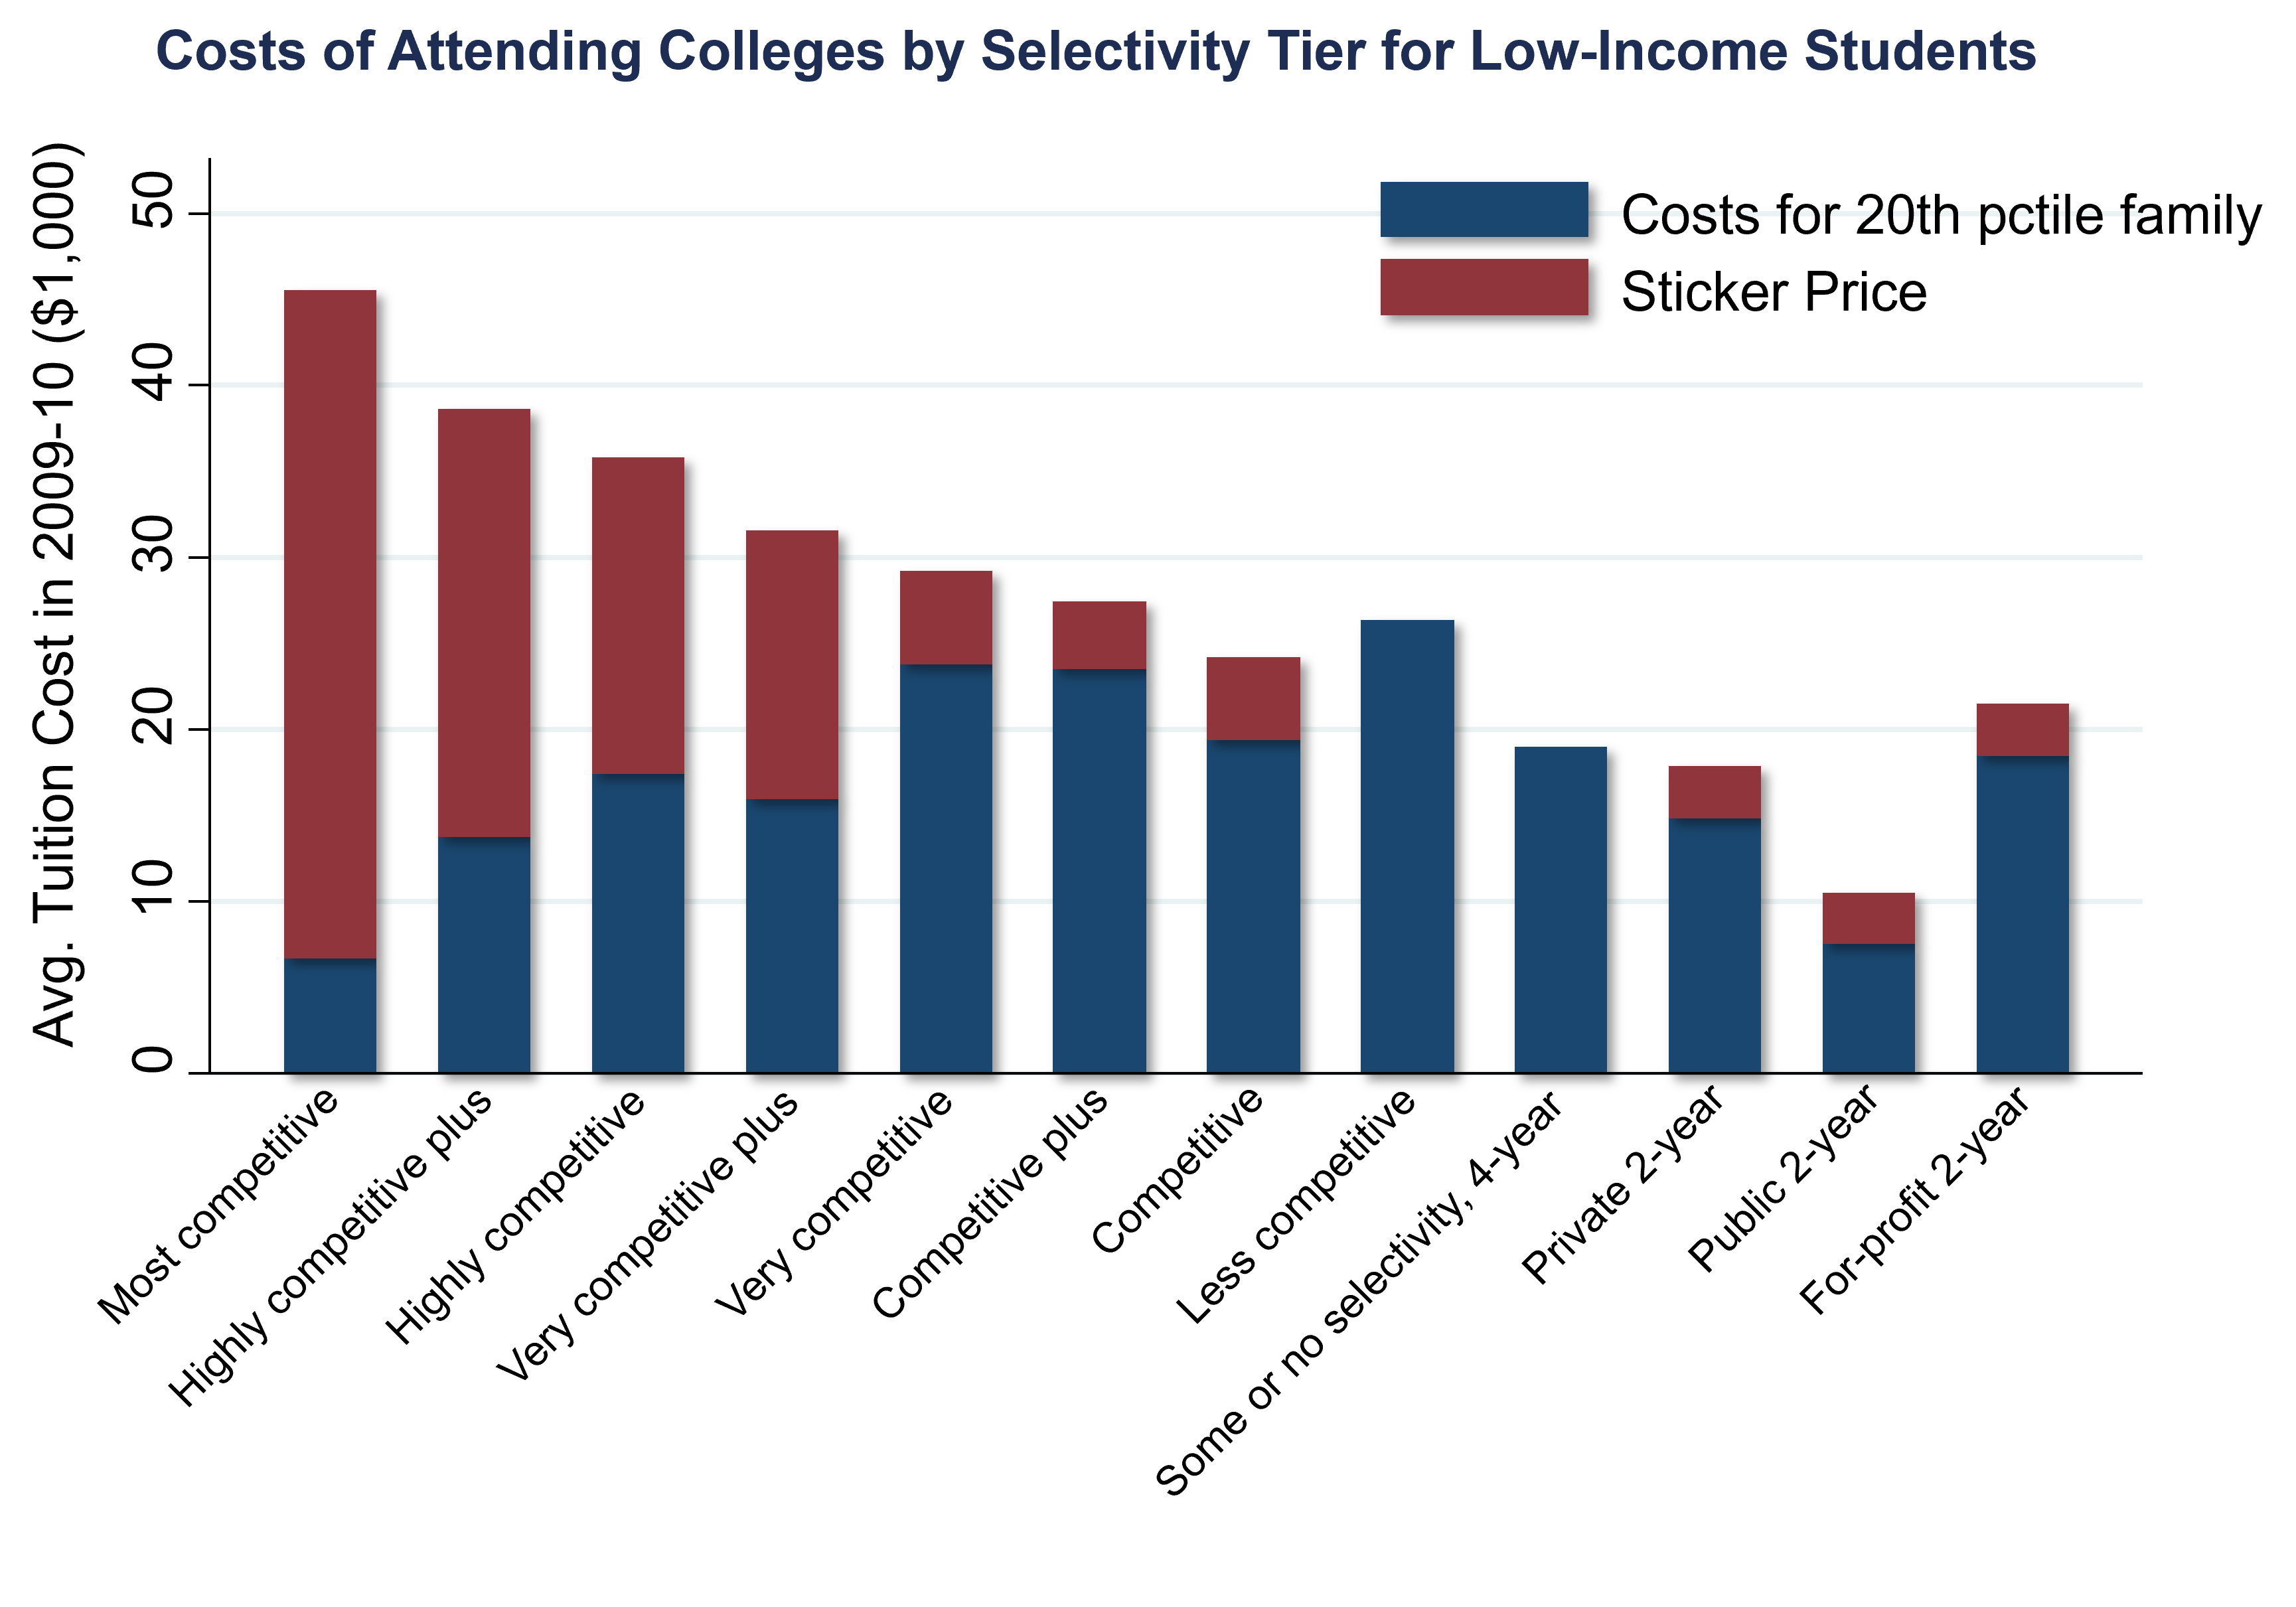 Costs of Attending Colleges by Selectivity Tier for Low-Income Students
Avg. Tuition Cost in 2009-10 ($1,000)
50
40
30
20
10
0
Costs for 20th pctile family
Sticker Price
Most competitive
Highly competitive plus
Highly competitive
Very competitive plus
Very competitive
Competitive plus
Competitive
Less competitive
Some or no selectivity, 4-year
Private 2-year
Public 2-year
For-profit 2-year